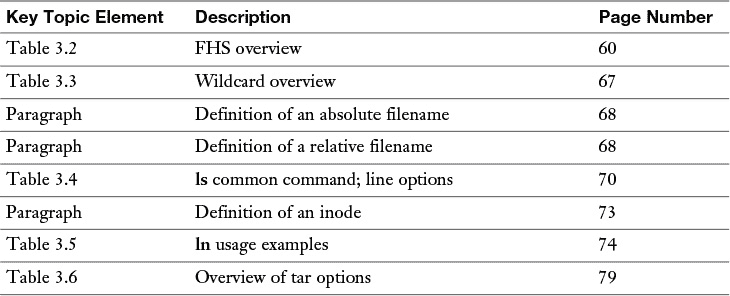 Key Topic Element Description Page Number
Table 3.2 FHS overview 60
Table 3.3 Wildcard overview 67
Paragraph Definition of an absolute filename 68
Paragraph Definition of a relative filename 68
Table 3.4 ls common command; line options 70
Paragraph Definition of an inode 73
Table 3.5 ln usage examples 74
Table 3.6 Overview of tar options 79